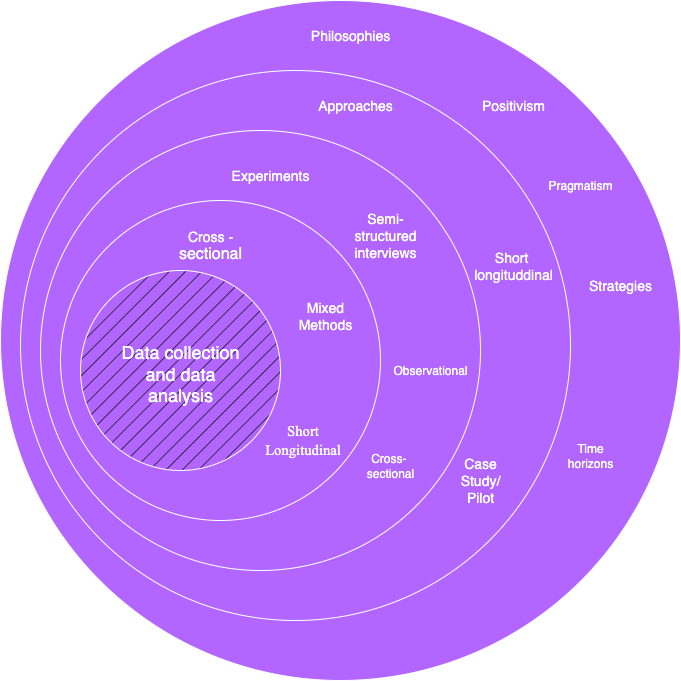 Philosophies
Approaches
Positivism
Experiments
Pragmatism
Semi-
structured
interviews
Cross -
sectional
Short
longituddinal
Strategies
Mixed
Methods
Data collection
and data
analysis
Observational
Short
Longitudinal
Cross-
sectional
Case
Study/
Pilot
Time
horizons